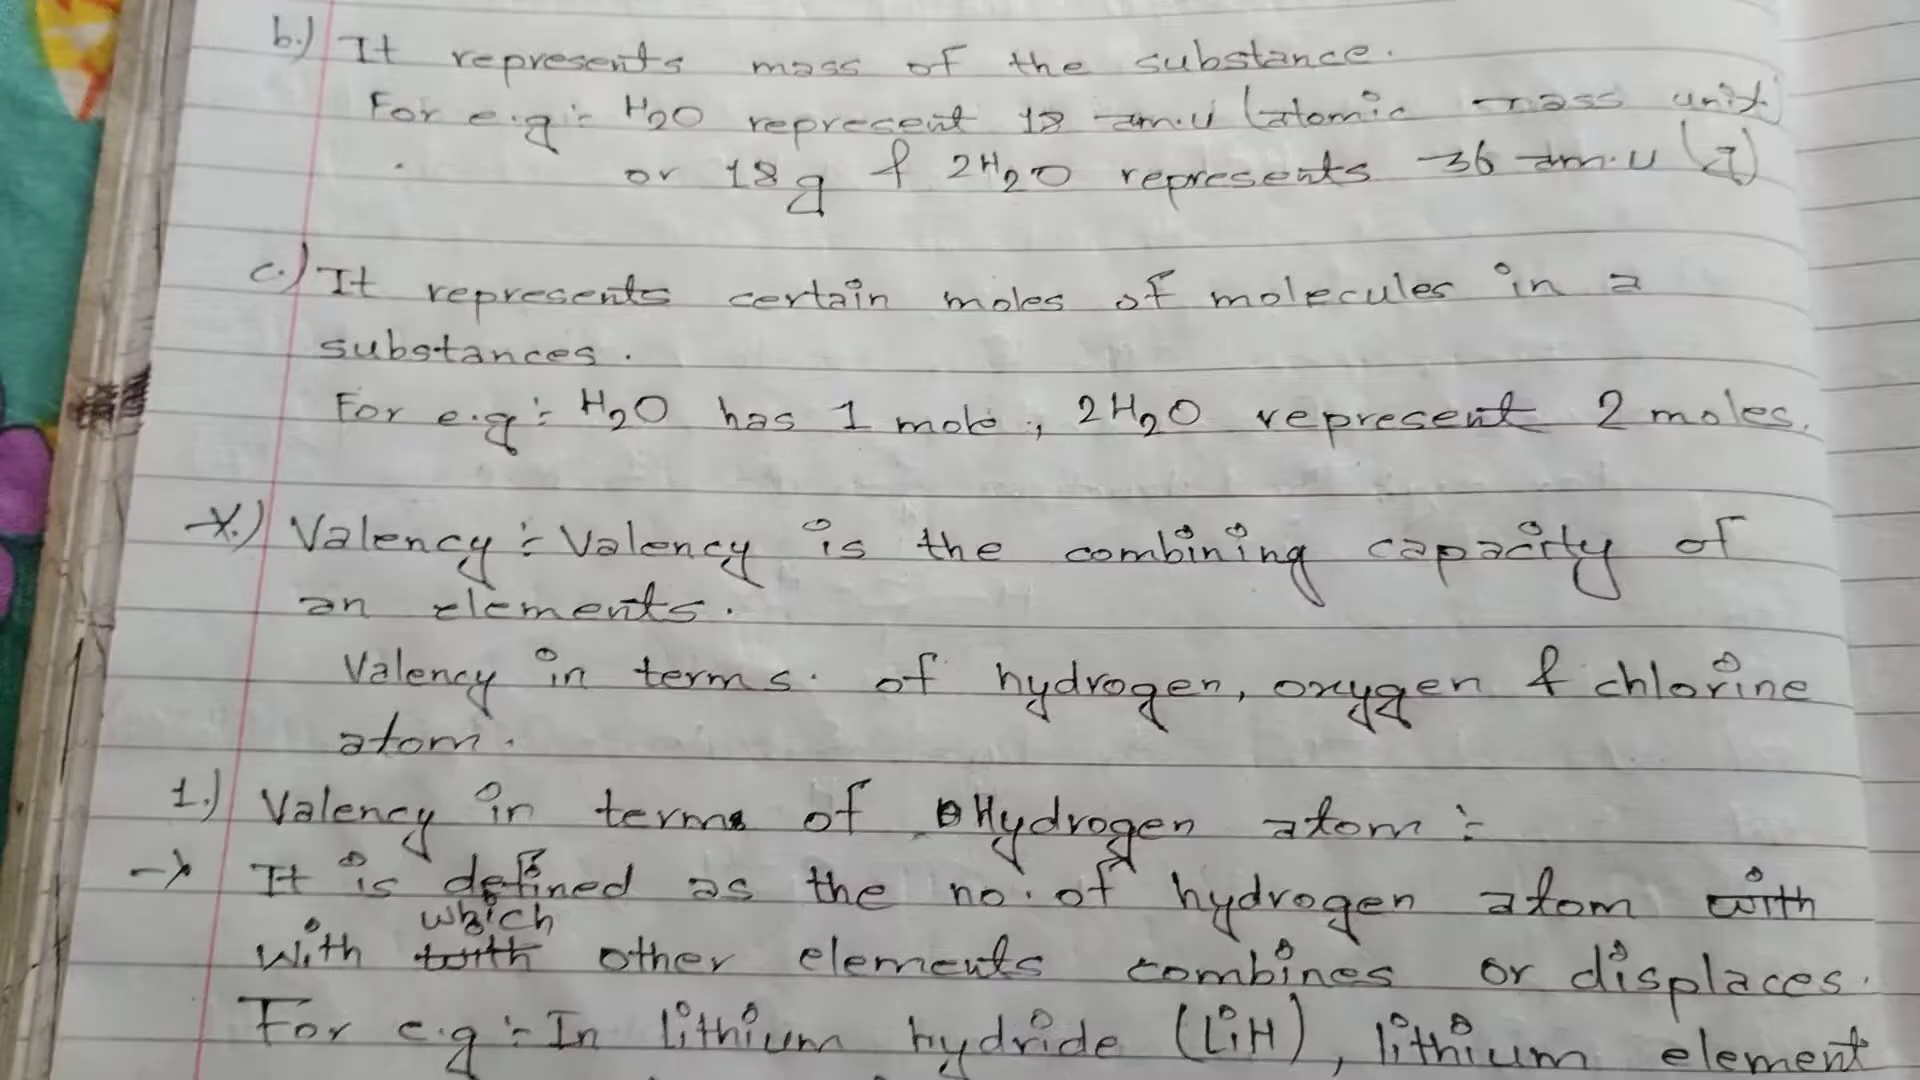 b.) It represents mass of the substance.
For e.g:- H₂O represent 18 am.u (atomic mass unit)
or 18g & 2H₂O represents 36 am.u (g)
c.) It represents certain moles of molecules in a
substances.
For e.g:- H₂O has 1 mole, 2H₂O represent 2 moles.
*.) Valency:- Valency is the combining capacity of
an elements.
Valency in terms. of hydrogen, oxygen & chlorine
atom.
1.) Valency in terms of Hydrogen atom:-
→ It is defined as the no. of hydrogen atom with
which
with other elements combines or displaces.
For e.g:- In lithium hydride (LiH), lithium element